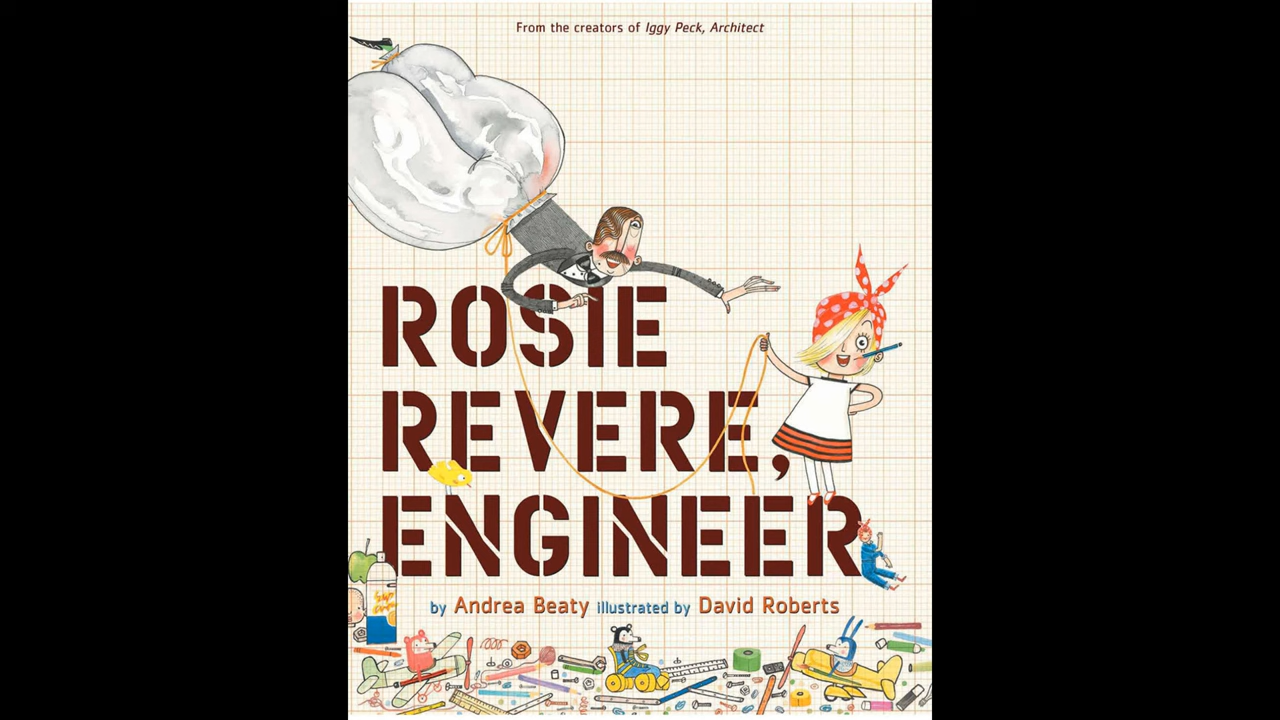 From the creators of Iggy Peck, Architect
ROSIE
REVERE,
ENGINEER
by Andrea Beaty illustrated by David Roberts